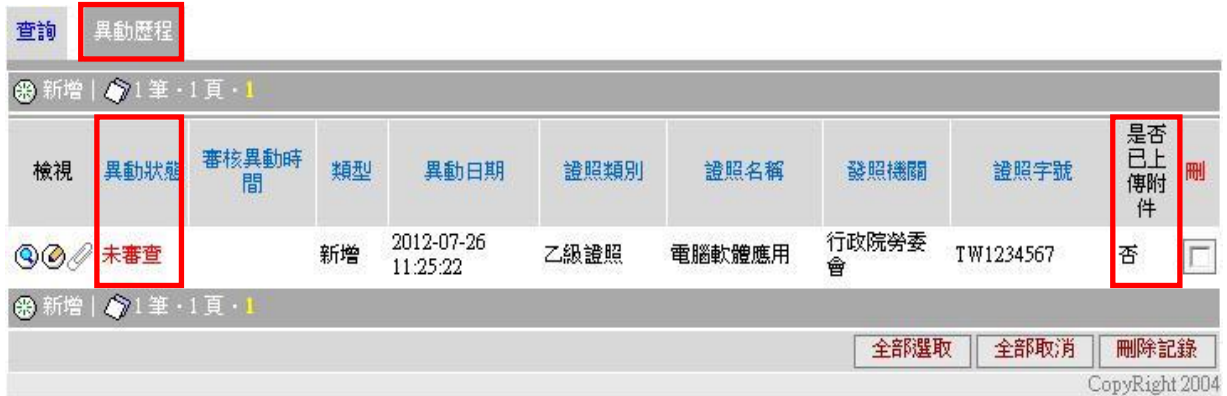 查詢 異動歷程
新增 | 1 筆 · 1 頁 · 1
檢視 異動狀態 審核異動時間 類型 異動日期 證照類別 證照名稱 發照機關 證照字號 是否已上傳附件 刪
未審查 新增 2012-07-26 11:25:22 乙級證照 電腦軟體應用 行政院勞委會 TW1234567 否
新增 | 1 筆 · 1 頁 · 1
全部選取 全部取消 刪除記錄
CopyRight 2004